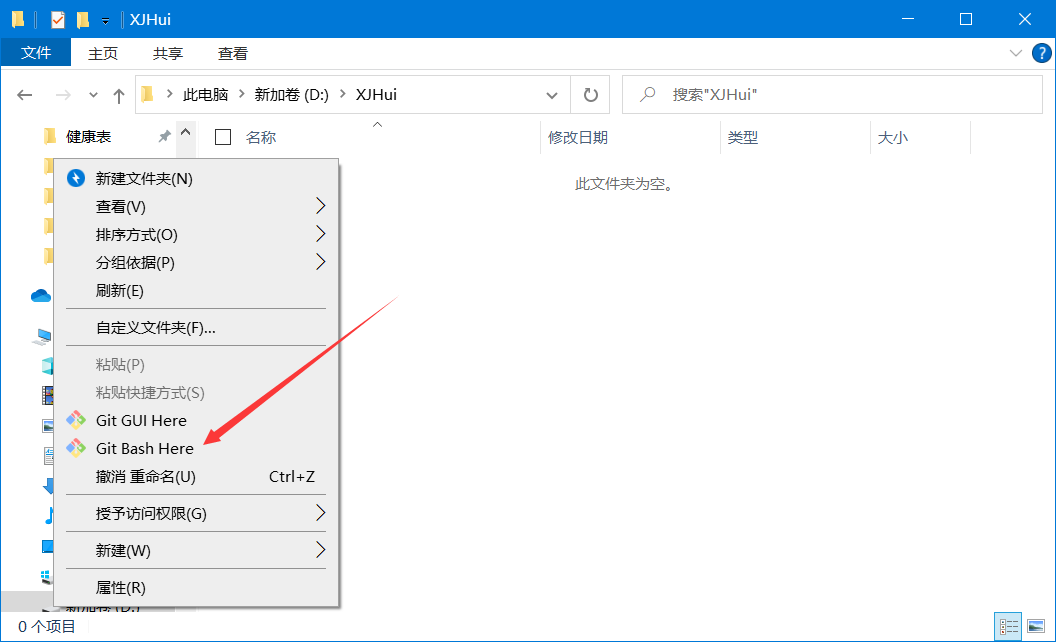 XJHui
文件 主页 共享 查看
此电脑 新加卷 (D:) XJHui 搜索"XJHui"
健康表 名称 修改日期 类型 大小
此文件夹为空。
新建文件夹(N)
查看(V)
排序方式(O)
分组依据(P)
刷新(E)
自定义文件夹(F)...
粘贴(P)
粘贴快捷方式(S)
Git GUI Here
Git Bash Here
撤消 重命名(U) Ctrl+Z
授予访问权限(G)
新建(W)
属性(R)
新加卷 (D:)
0 个项目